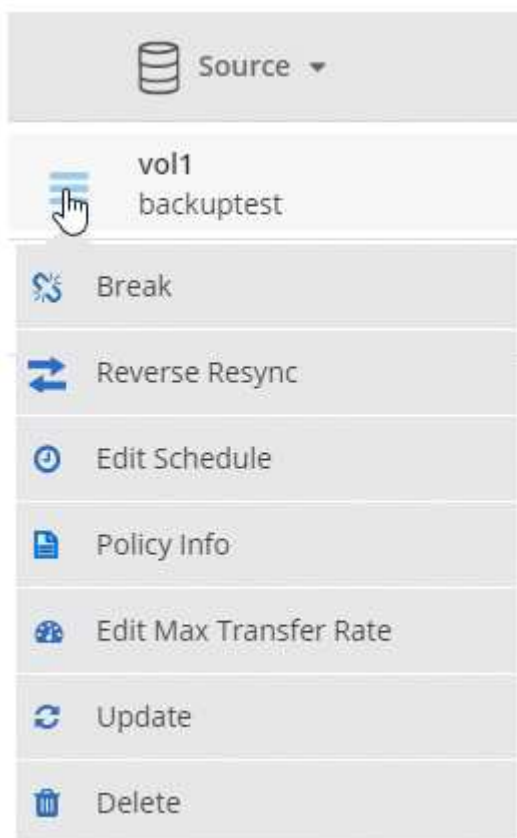 Source
vol1
backuptest
Break
Reverse Resync
Edit Schedule
Policy Info
Edit Max Transfer Rate
Update
Delete